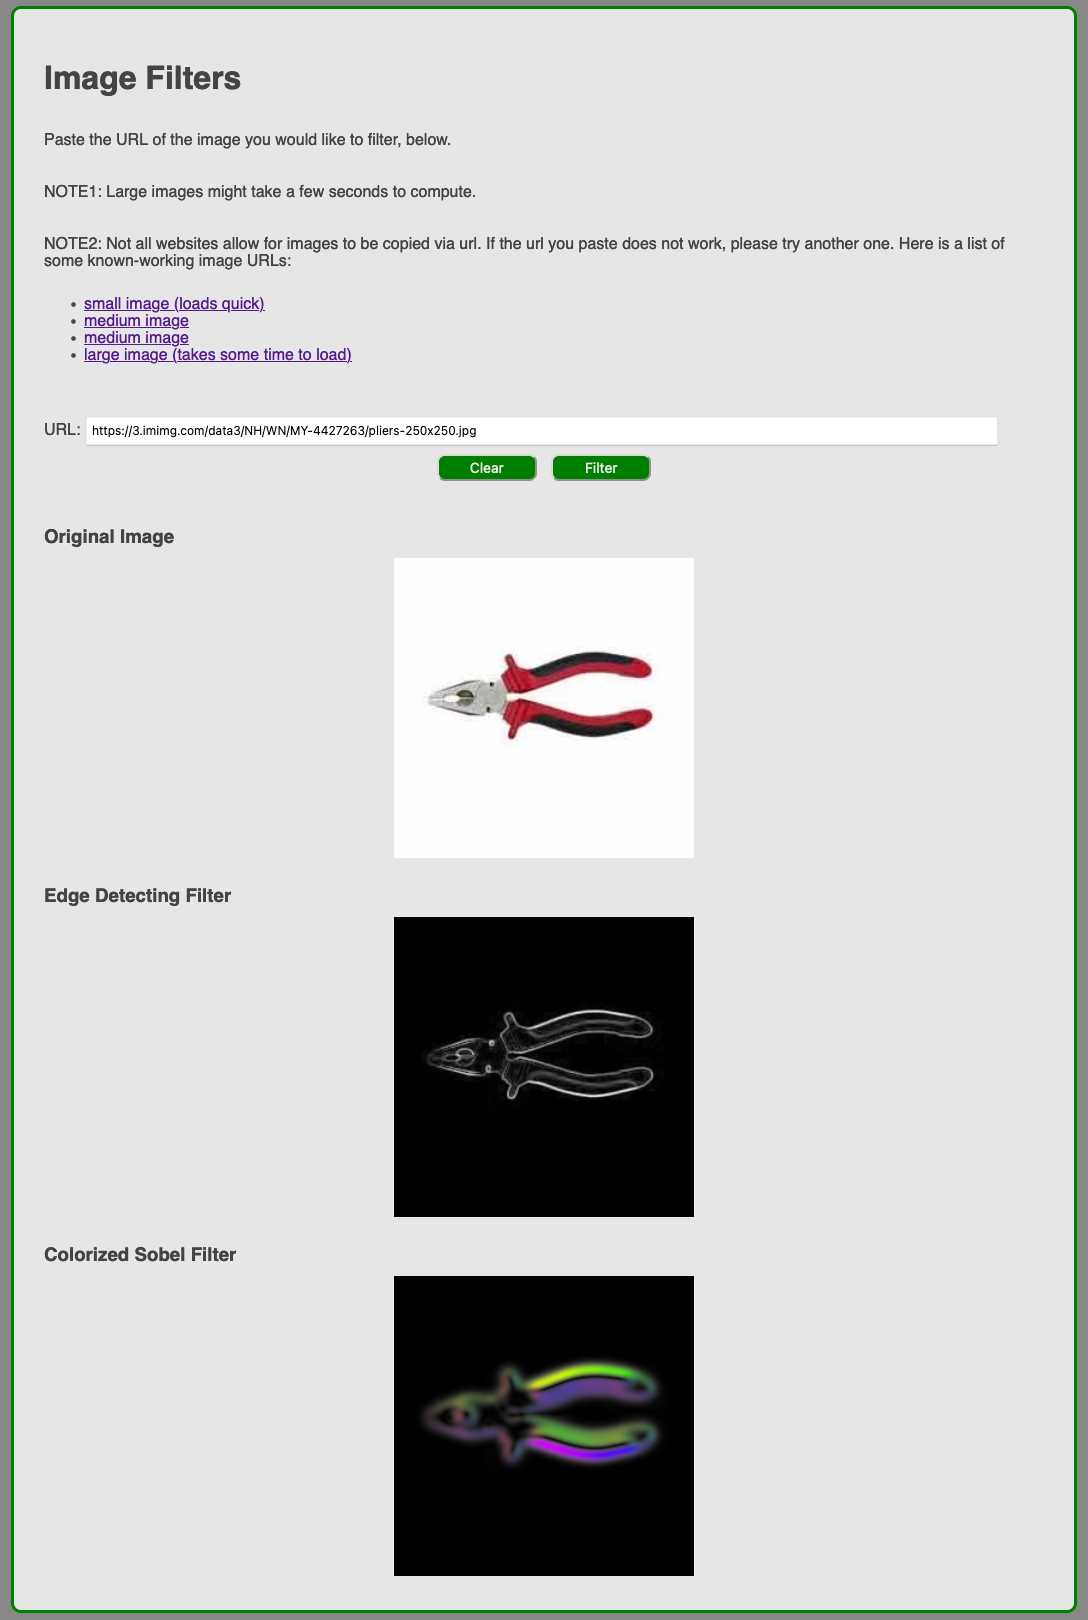 Image Filters
Paste the URL of the image you would like to filter, below.
NOTE1: Large images might take a few seconds to compute.
NOTE2: Not all websites allow for images to be copied via url. If the url you paste does not work, please try another one. Here is a list of
some known-working image URLs:
• small image (loads quick)
• medium image
• medium image
• large image (takes some time to load)
URL: https://3.imimg.com/data3/NH/WN/MY-4427263/pliers-250x250.jpg
Clear Filter
Original Image
Edge Detecting Filter
Colorized Sobel Filter